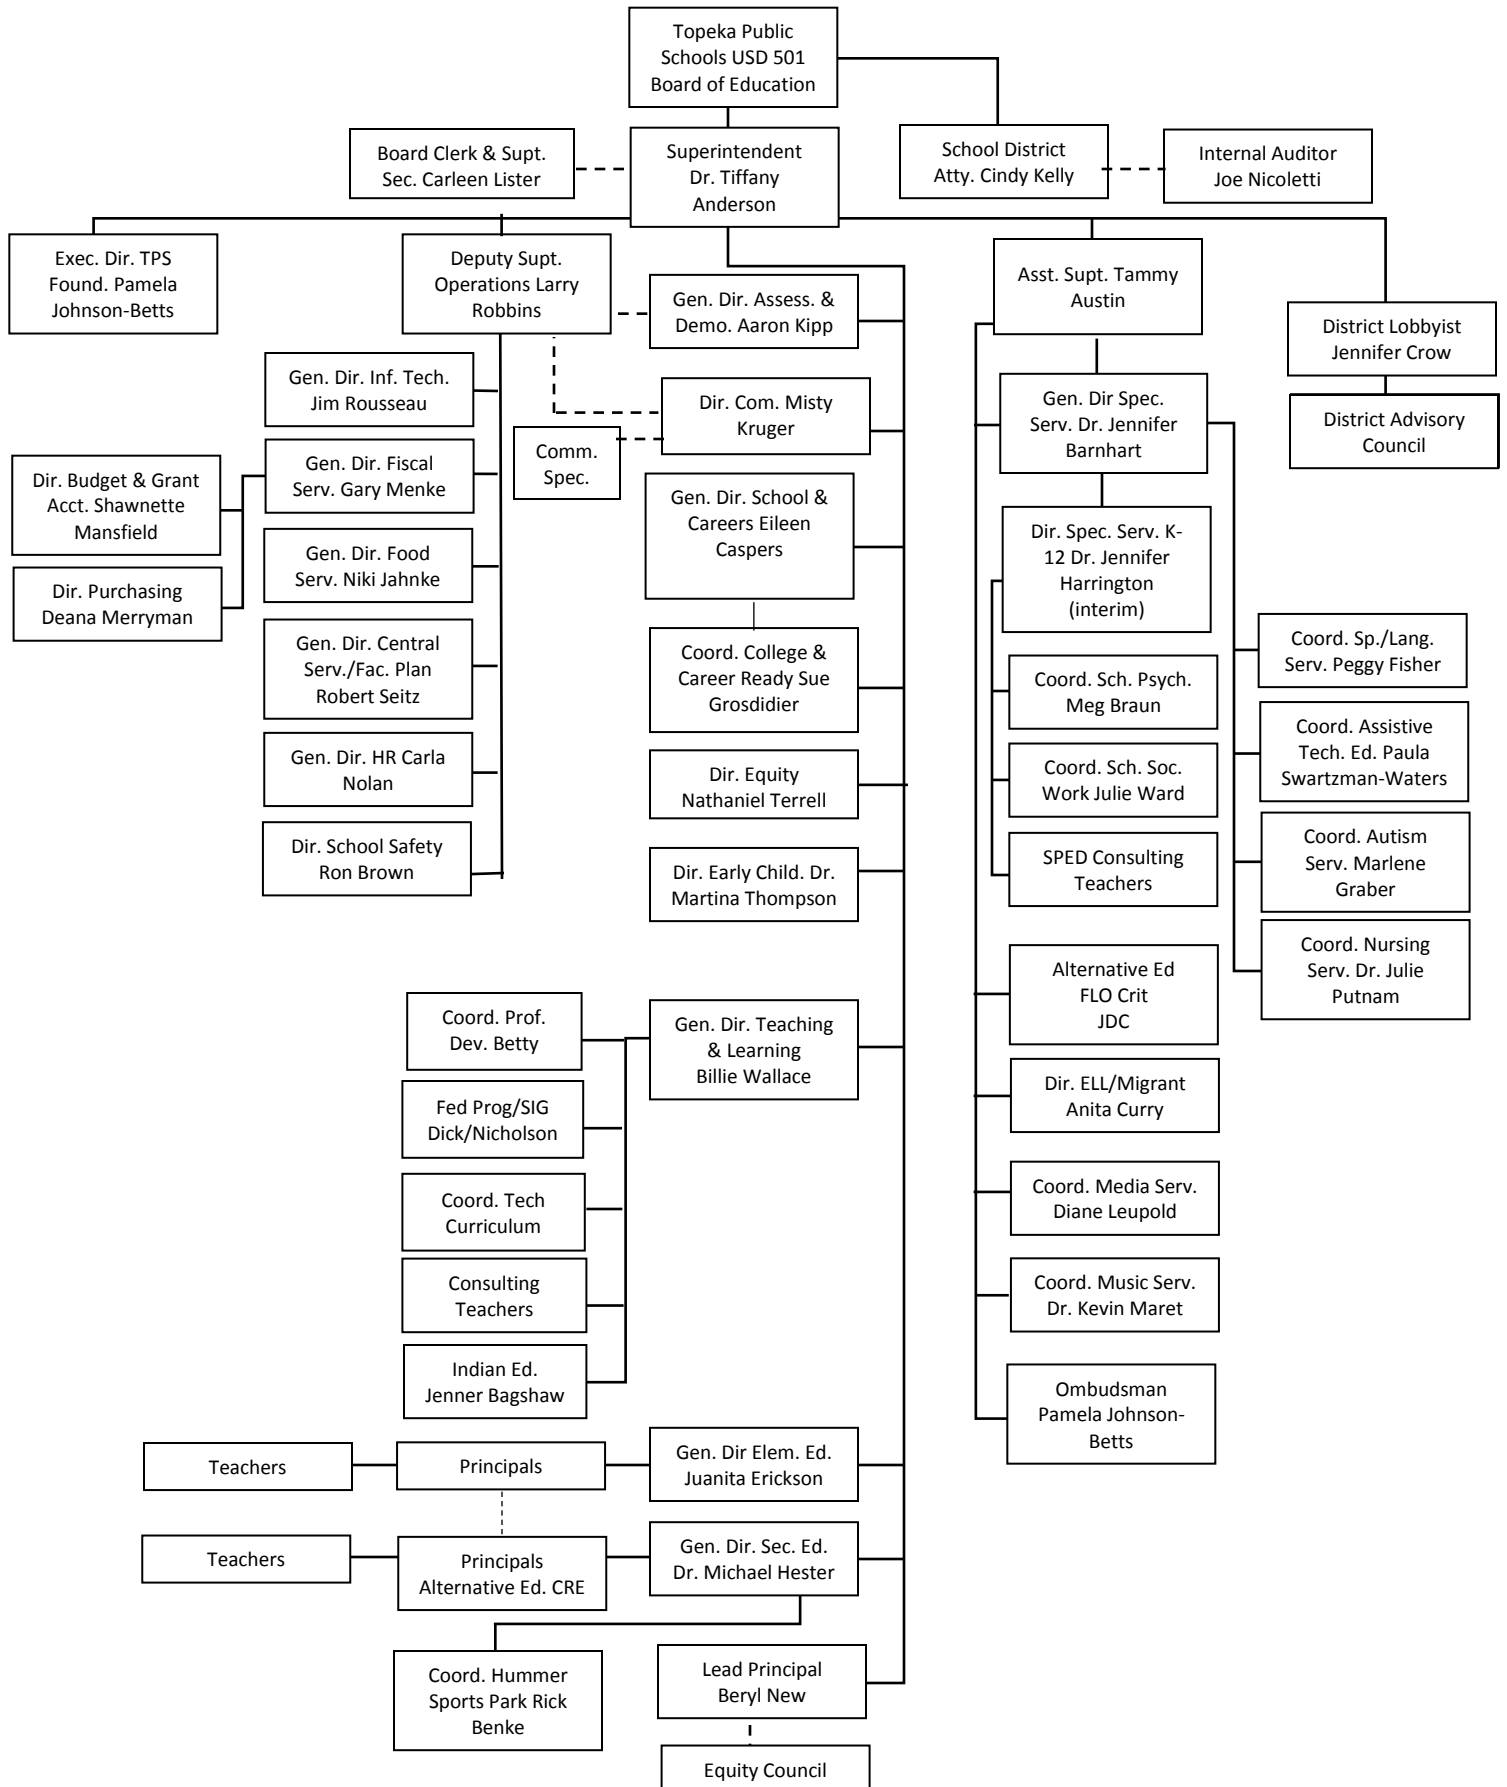 Topeka Public
Schools USD 501
Board of Education
Board Clerk & Supt.
Sec. Carleen Lister
Superintendent
Dr. Tiffany
Anderson
School District
Atty. Cindy Kelly
Internal Auditor
Joe Nicoletti
Exec. Dir. TPS
Found. Pamela
Johnson-Betts
Deputy Supt.
Operations Larry
Robbins
Gen. Dir. Assess. &
Demo. Aaron Kipp
Asst. Supt. Tammy
Austin
District Lobbyist
Jennifer Crow
Gen. Dir. Inf. Tech.
Jim Rousseau
Dir. Com. Misty
Kruger
Gen. Dir Spec.
Serv. Dr. Jennifer
Barnhart
District Advisory
Council
Dir. Budget & Grant
Acct. Shawnette
Mansfield
Gen. Dir. Fiscal
Serv. Gary Menke
Comm.
Spec.
Gen. Dir. School &
Careers Eileen
Caspers
Dir. Spec. Serv. K-
12 Dr. Jennifer
Harrington
(interim)
Dir. Purchasing
Deana Merryman
Gen. Dir. Food
Serv. Niki Jahnke
Gen. Dir. Central
Serv./Fac. Plan
Robert Seitz
Coord. College &
Career Ready Sue
Grosdidier
Coord. Sch. Psych.
Meg Braun
Coord. Sp./Lang.
Serv. Peggy Fisher
Gen. Dir. HR Carla
Nolan
Dir. Equity
Nathaniel Terrell
Coord. Sch. Soc.
Work Julie Ward
Coord. Assistive
Tech. Ed. Paula
Swartzman-Waters
Dir. School Safety
Ron Brown
Dir. Early Child. Dr.
Martina Thompson
SPED Consulting
Teachers
Coord. Autism
Serv. Marlene
Graber
Coord. Nursing
Serv. Dr. Julie
Putnam
Alternative Ed
FLO Crit
JDC
Coord. Prof.
Dev. Betty
Gen. Dir. Teaching
& Learning
Billie Wallace
Dir. ELL/Migrant
Anita Curry
Fed Prog/SIG
Dick/Nicholson
Coord. Tech
Curriculum
Coord. Media Serv.
Diane Leupold
Consulting
Teachers
Coord. Music Serv.
Dr. Kevin Maret
Indian Ed.
Jenner Bagshaw
Ombudsman
Pamela Johnson-
Betts
Teachers
Principals
Gen. Dir Elem. Ed.
Juanita Erickson
Teachers
Principals
Alternative Ed. CRE
Gen. Dir. Sec. Ed.
Dr. Michael Hester
Coord. Hummer
Sports Park Rick
Benke
Lead Principal
Beryl New
Equity Council